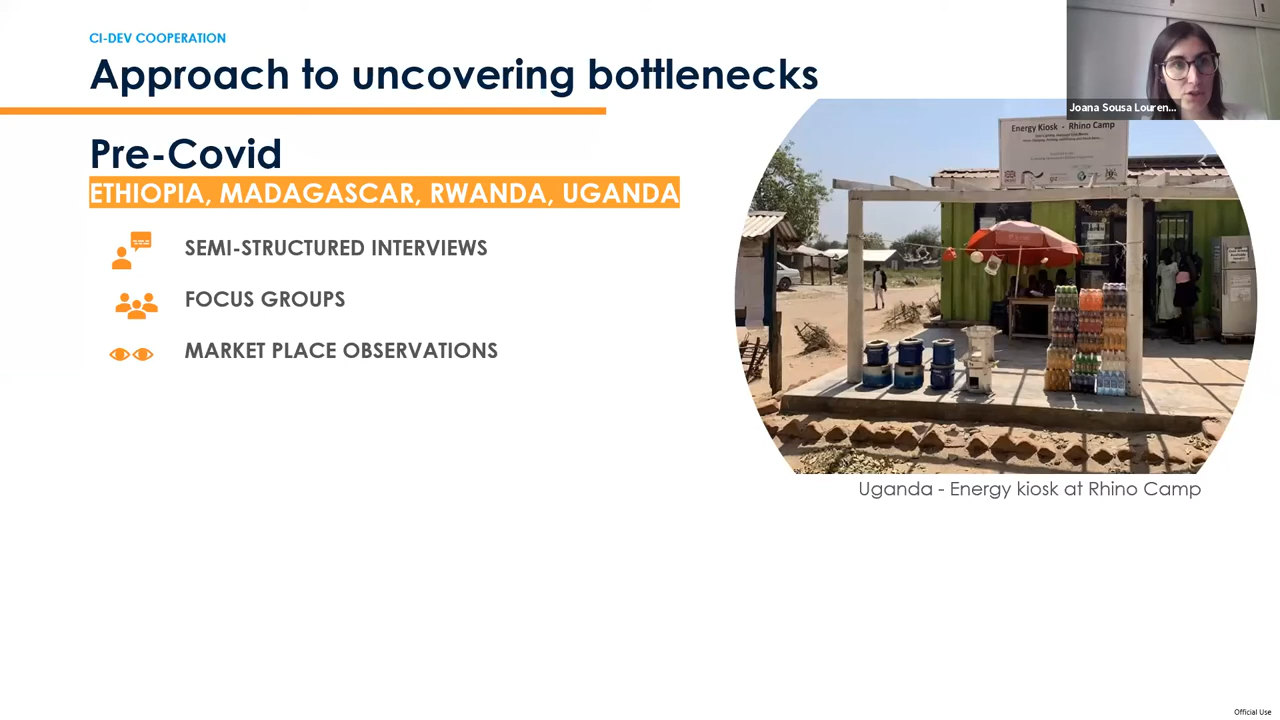 CI-DEV COOPERATION
Approach to uncovering bottlenecks
Joana Sousa Louren...
Pre-Covid
ETHIOPIA, MADAGASCAR, RWANDA, UGANDA
SEMI-STRUCTURED INTERVIEWS
FOCUS GROUPS
MARKET PLACE OBSERVATIONS
Energy Kiosk - Rhino Camp
Uganda - Energy kiosk at Rhino Camp
Official Use